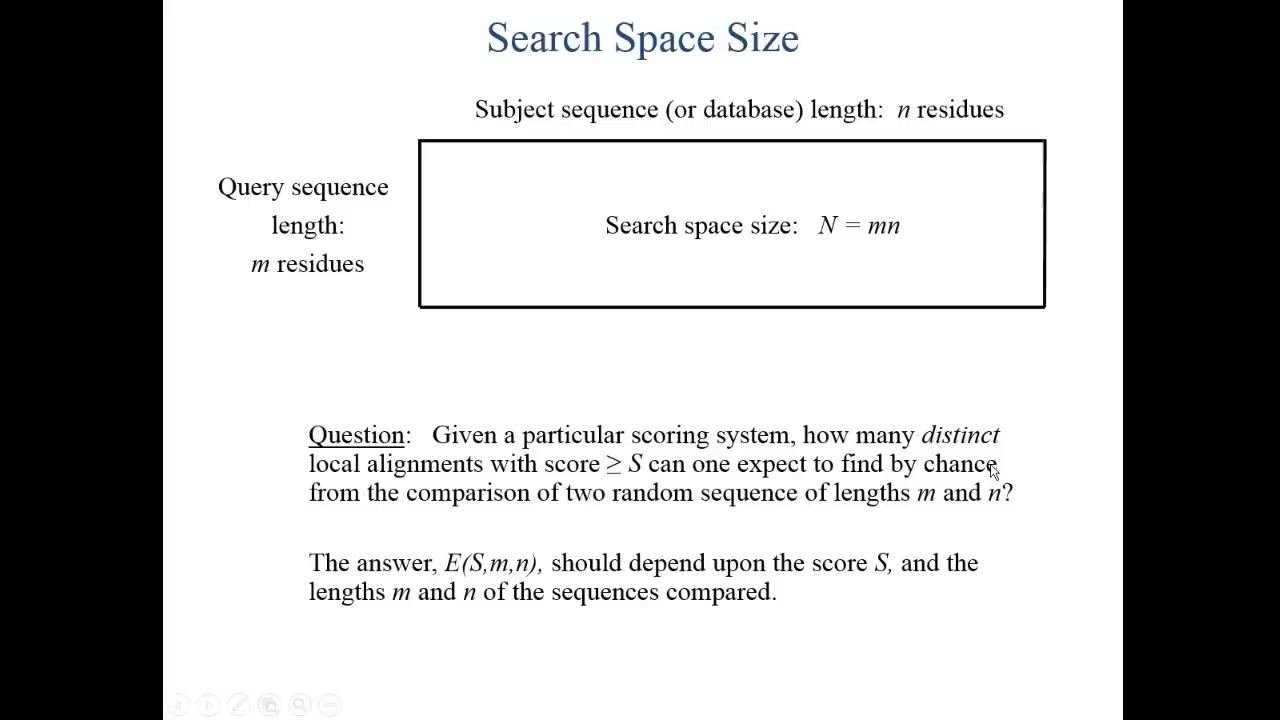 Search Space Size
Subject sequence (or database) length: n residues
Query sequence
length:
m residues
Search space size: N = mn
Question: Given a particular scoring system, how many distinct
local alignments with score ≥ S can one expect to find by chance
from the comparison of two random sequence of lengths m and n?
The answer, E(S,m,n), should depend upon the score S, and the
lengths m and n of the sequences compared.